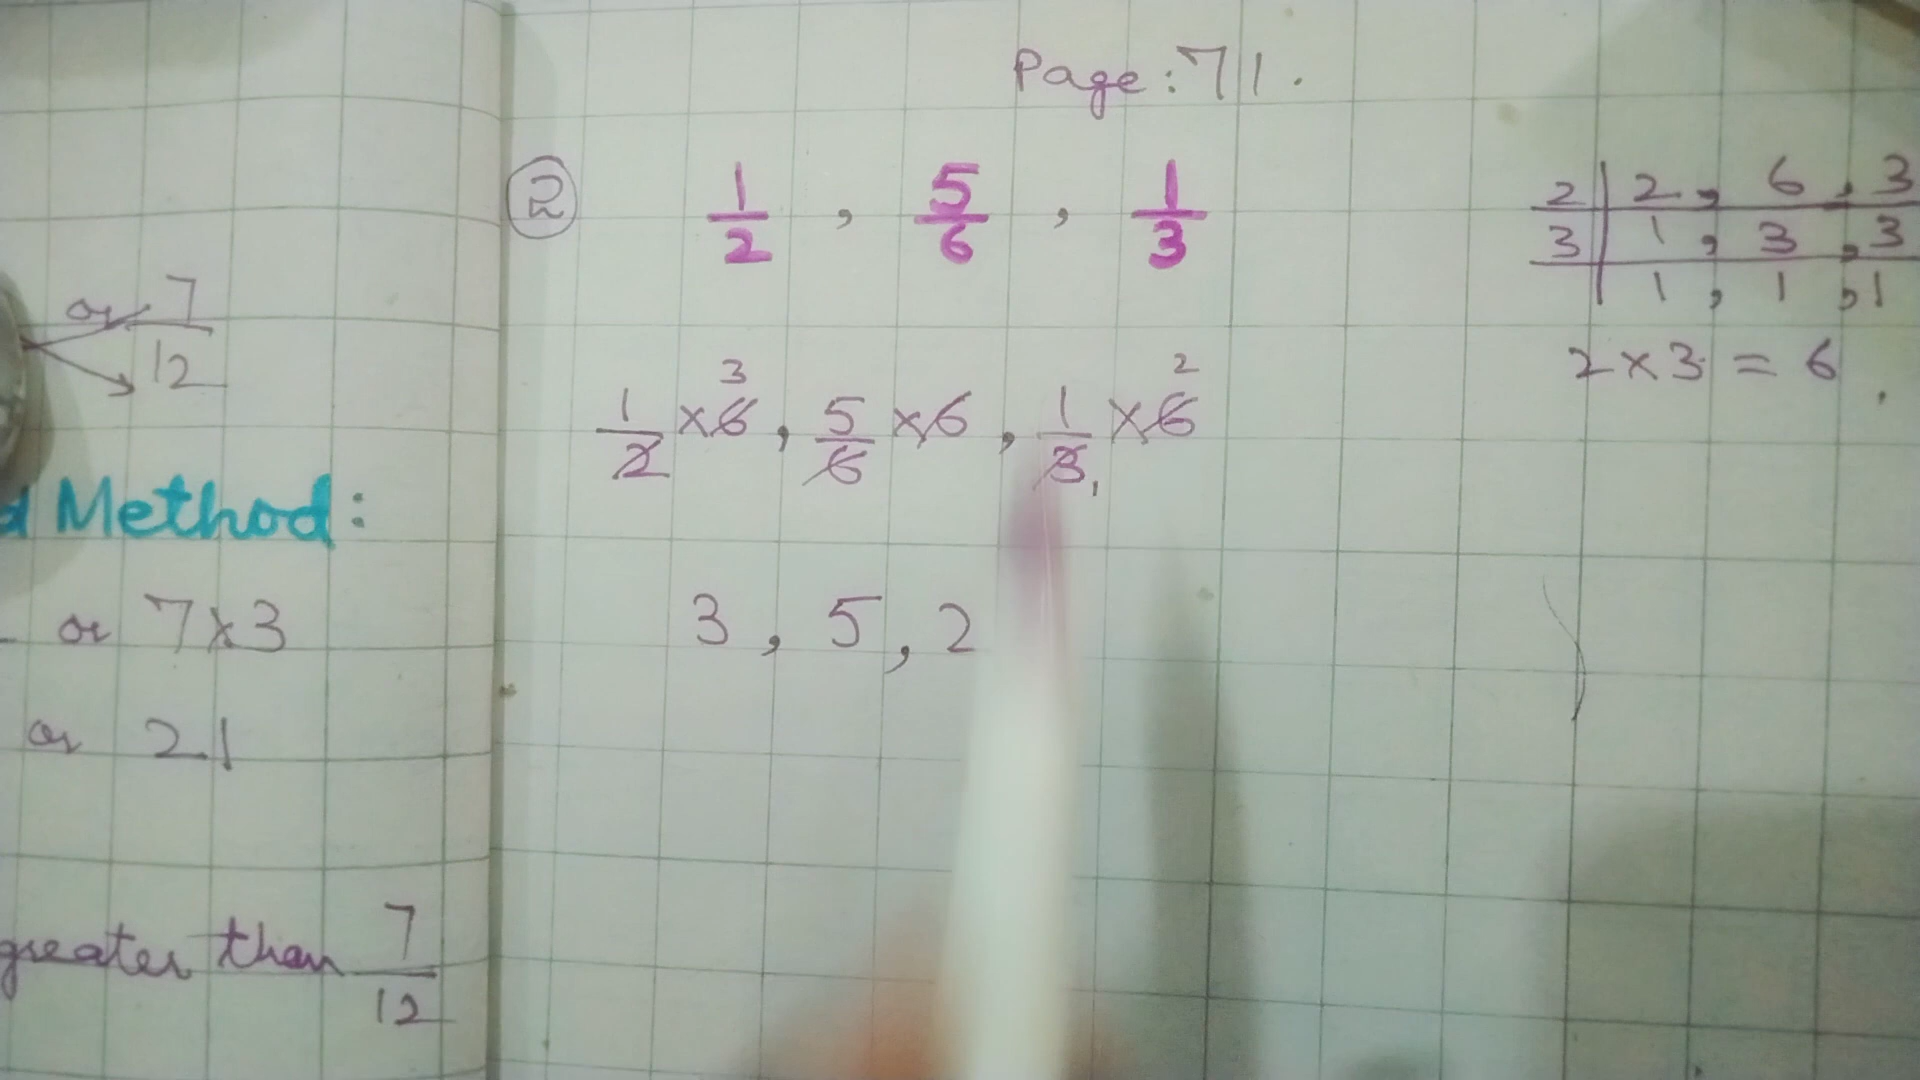 or 7/12
d Method:
or 7x3
or 21
greater than 7/12
Page: 71.
② 1/2 , 5/6 , 1/3
1/2 x 6 3 , 5/6 x 6 , 1/3 1 x 6 2
3 , 5 , 2
2 | 2 , 6 , 3
3 | 1 , 3 , 3
1 , 1 , 1
2 x 3 = 6